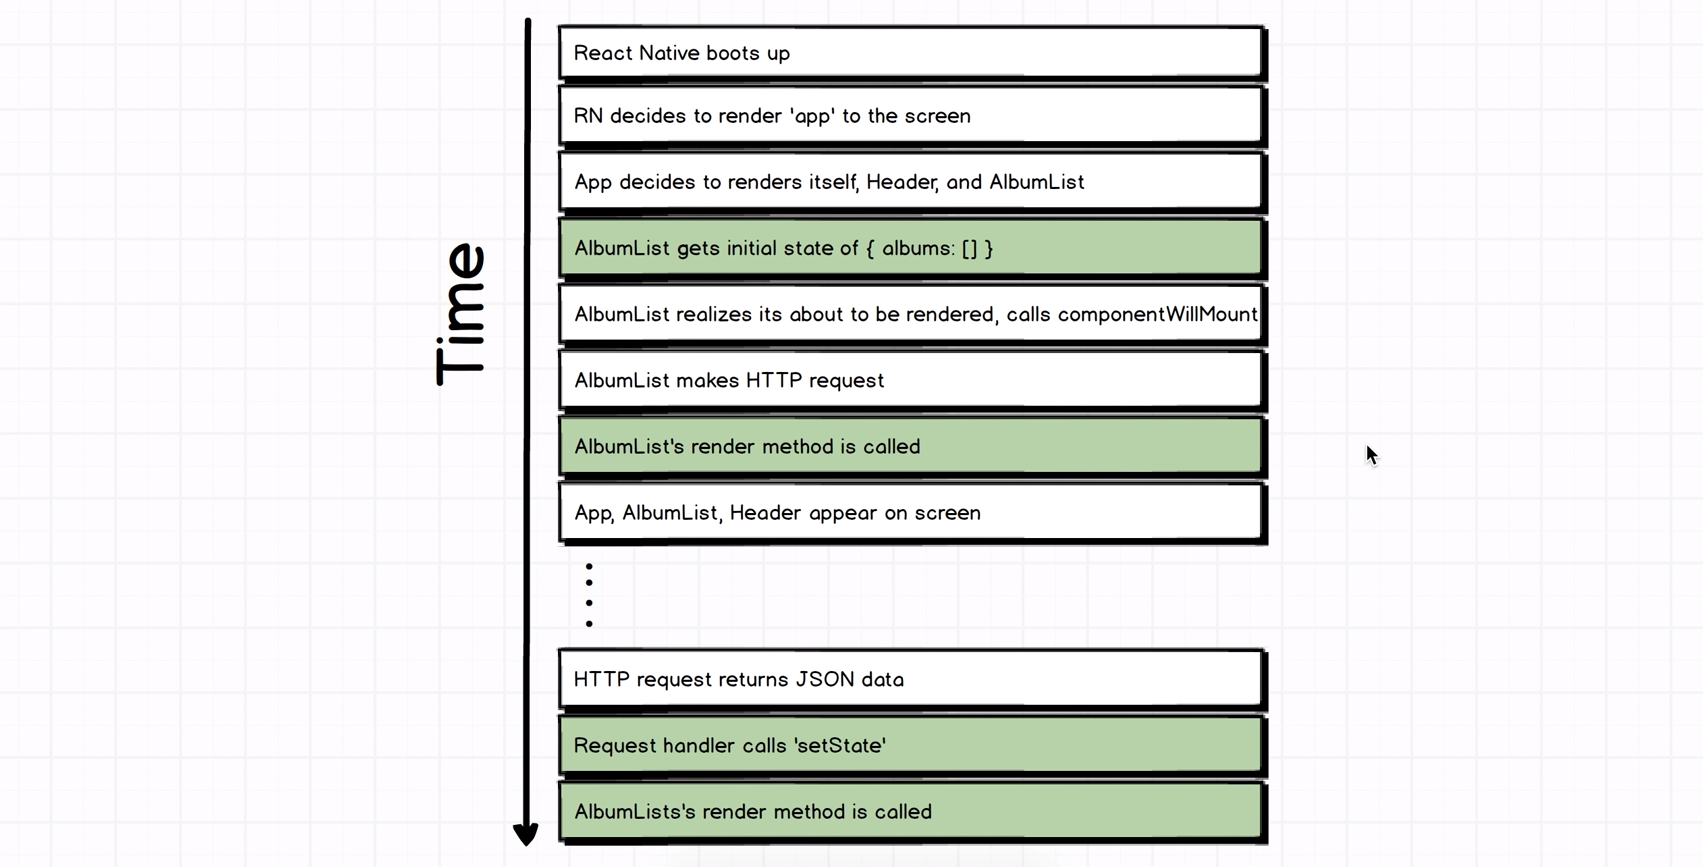 Time
React Native boots up
RN decides to render 'app' to the screen
App decides to renders itself, Header, and AlbumList
AlbumList gets initial state of { albums: [] }
AlbumList realizes its about to be rendered, calls componentWillMount
AlbumList makes HTTP request
AlbumList's render method is called
App, AlbumList, Header appear on screen
HTTP request returns JSON data
Request handler calls 'setState'
AlbumLists's render method is called